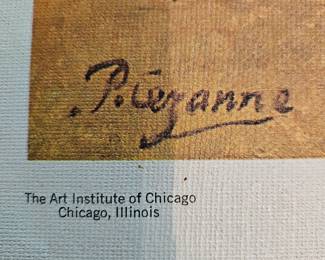 P. Cezanne
The Art Institute of Chicago
Chicago, Illinois